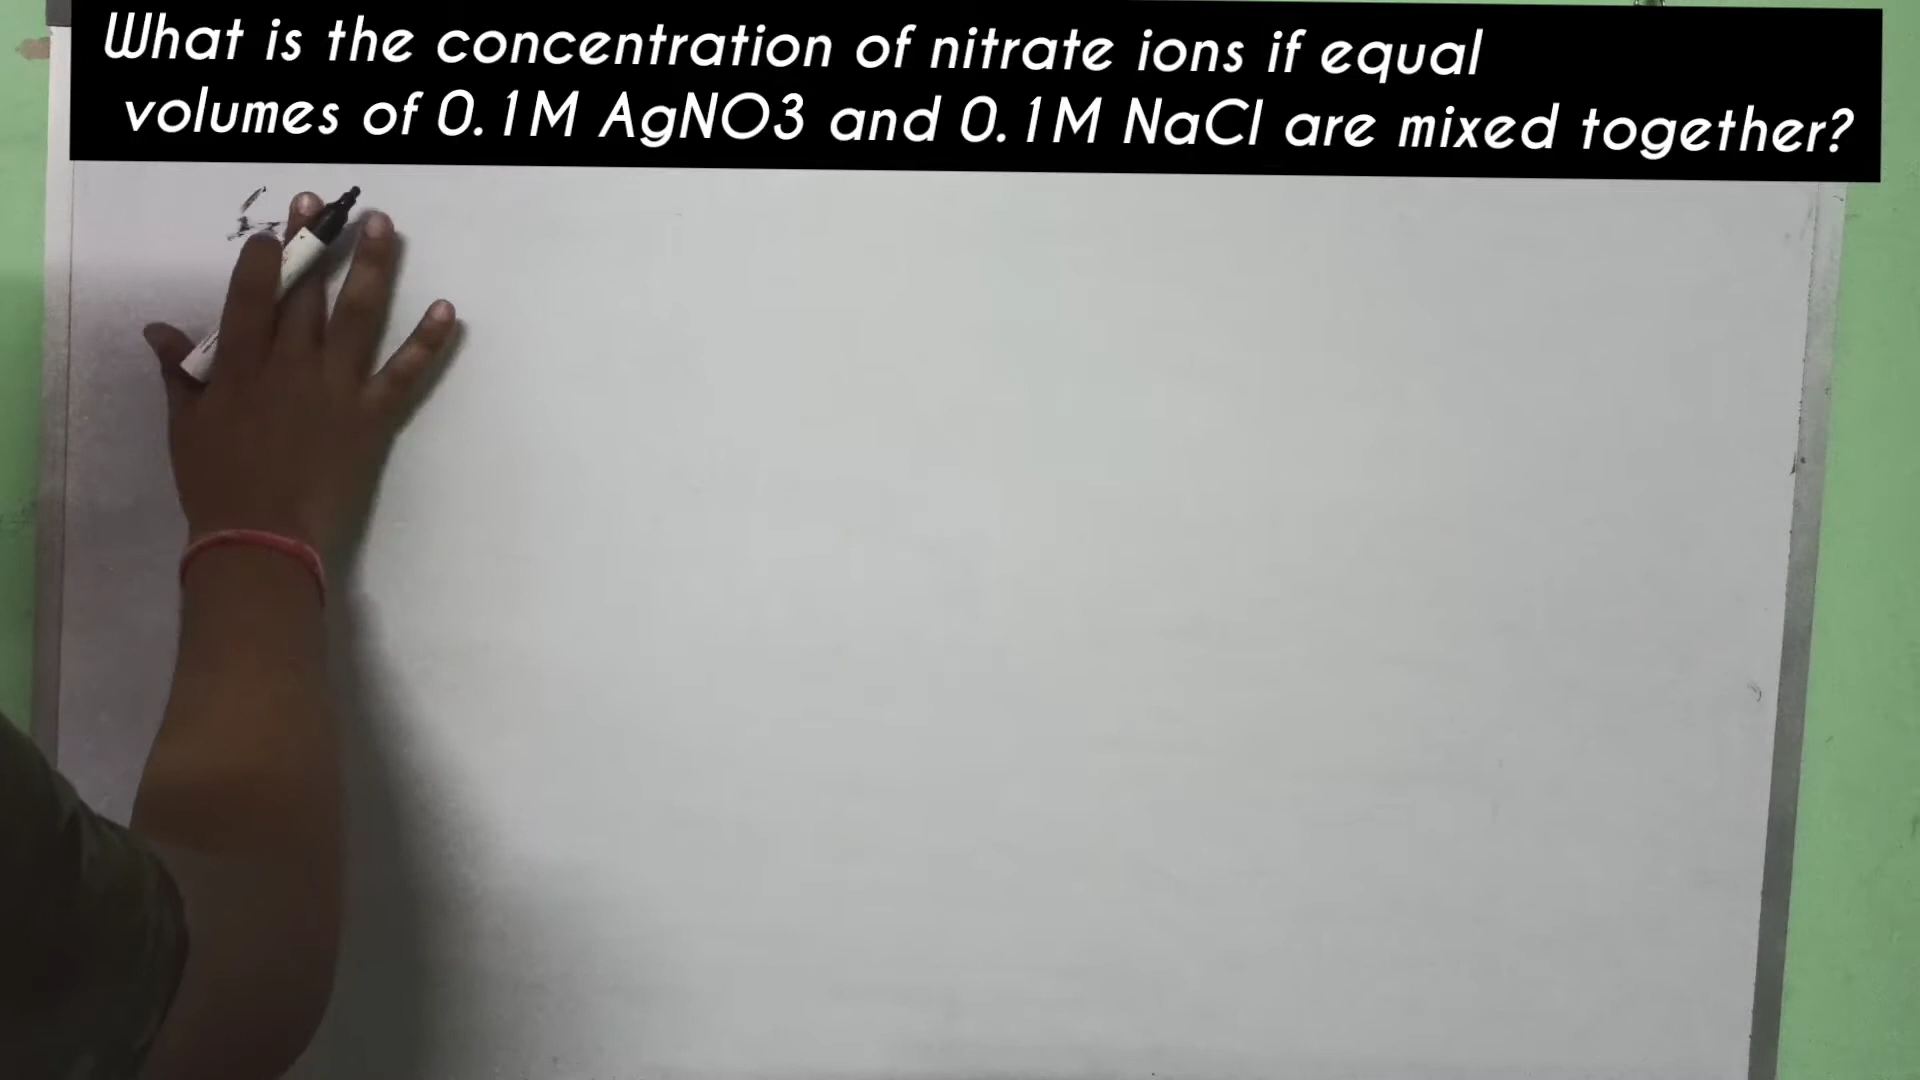 What is the concentration of nitrate ions if equal
volumes of 0.1M AgNO3 and 0.1M NaCl are mixed together?